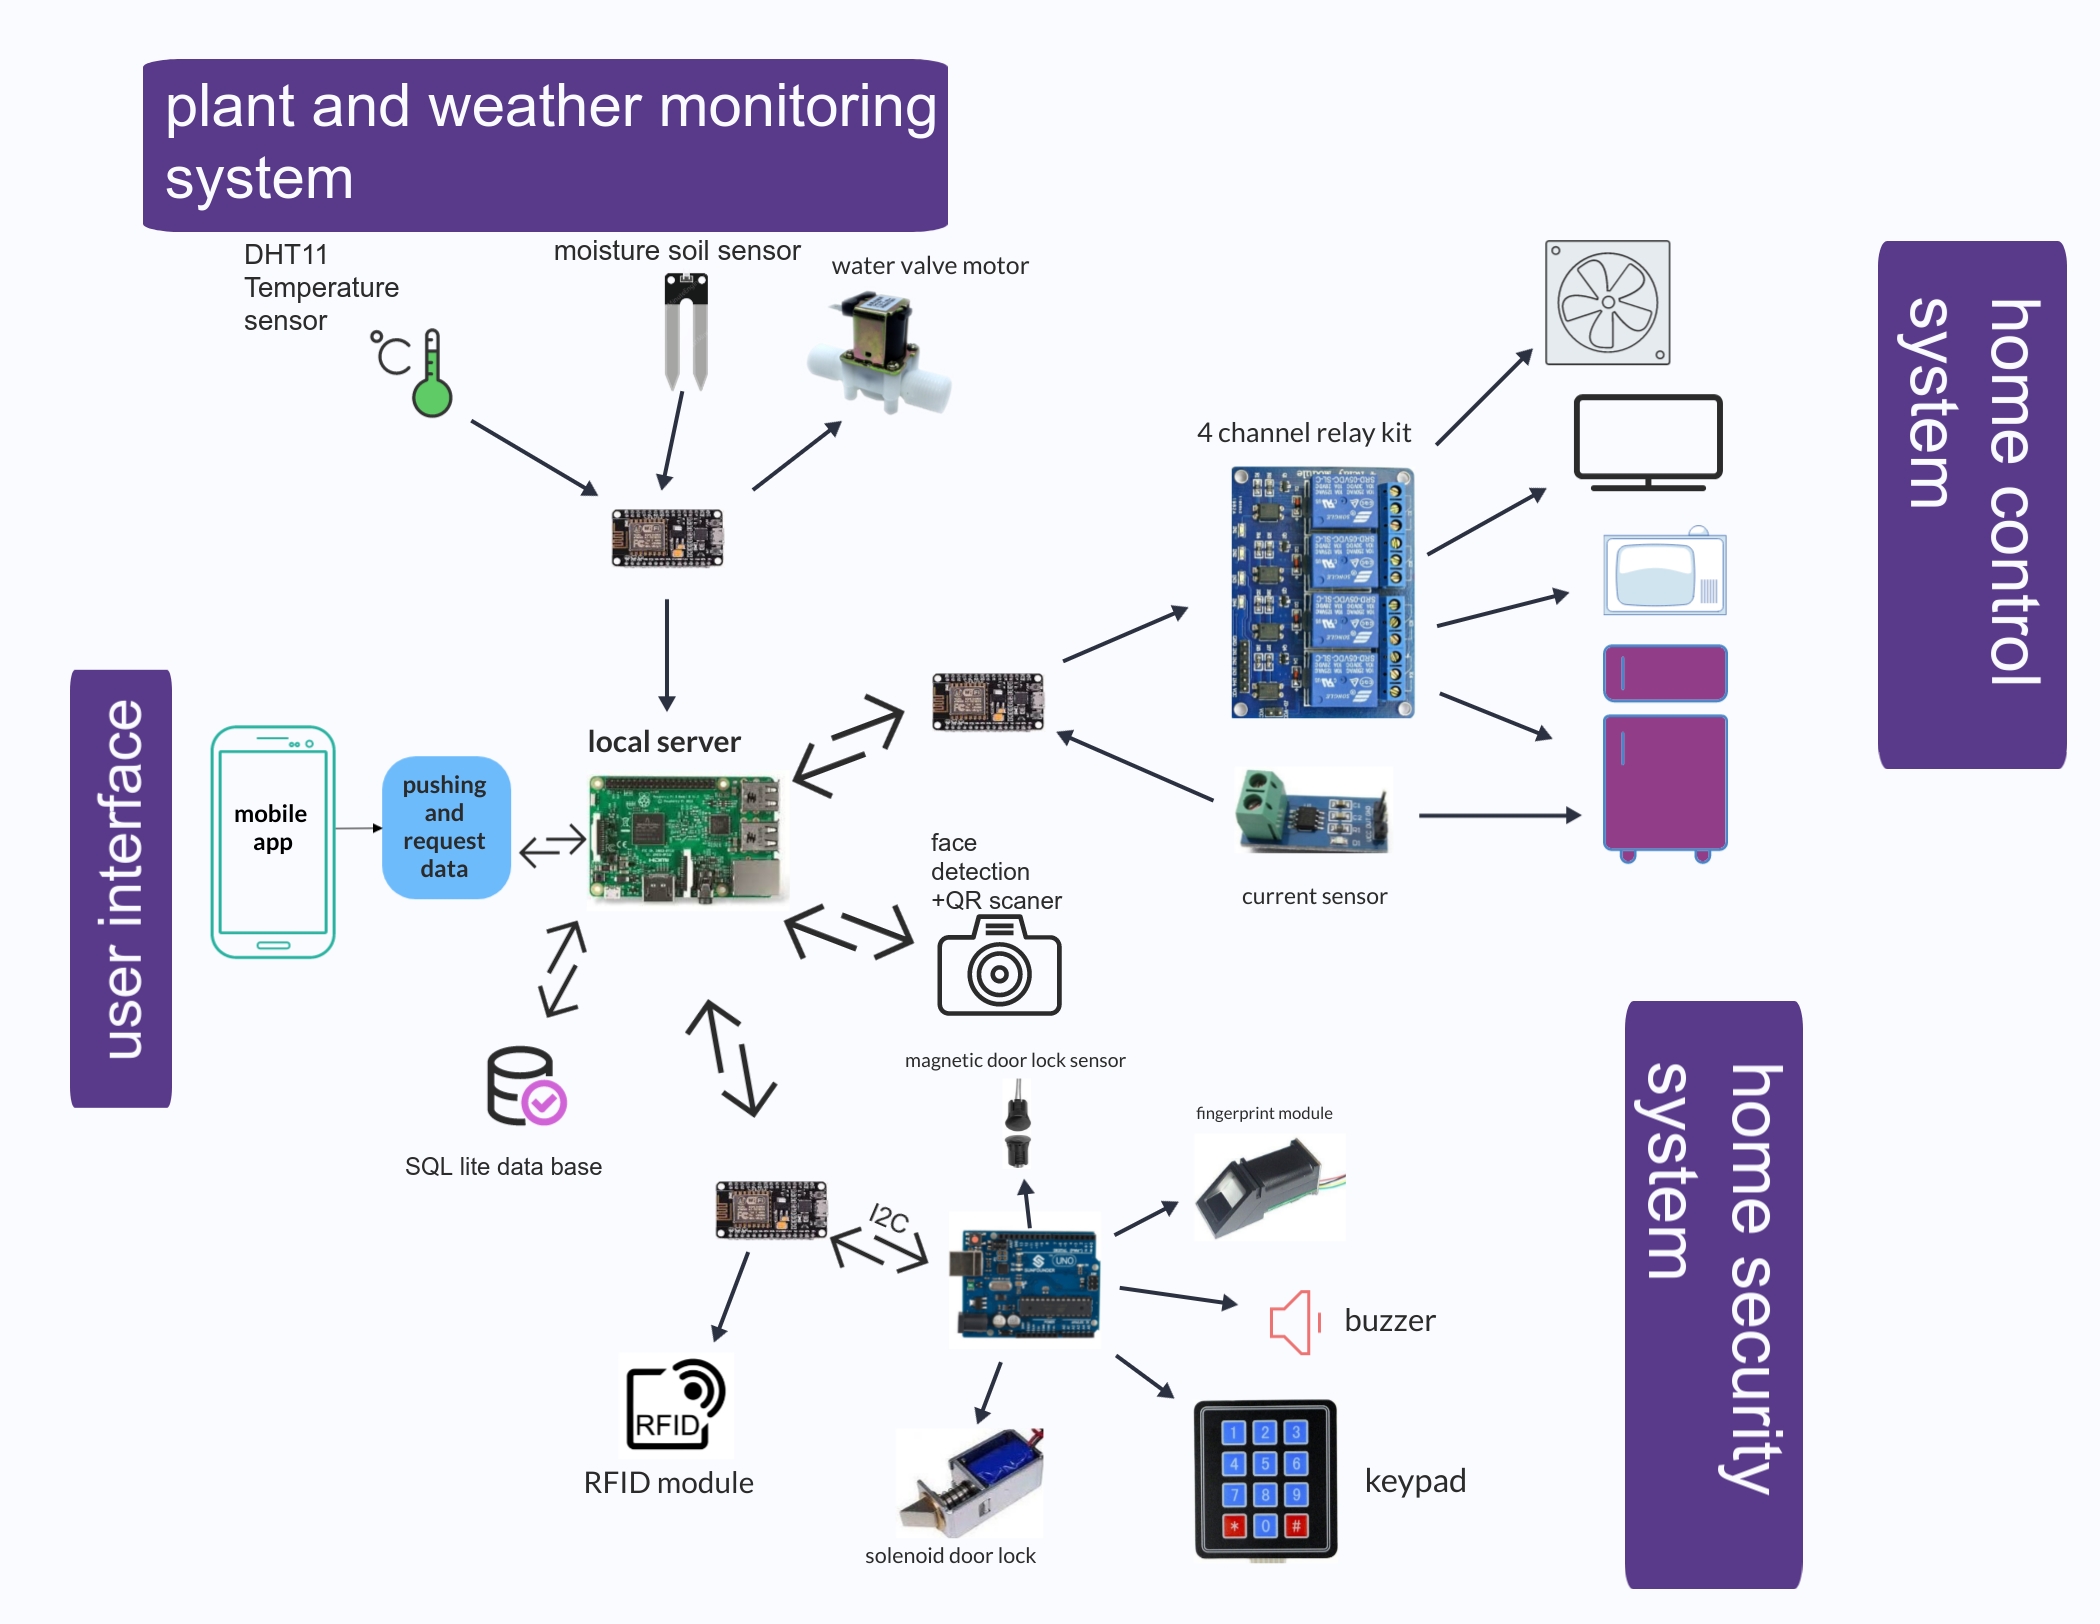 plant and weather monitoring
system
DHT11
Temperature
sensor
°C
moisture soil sensor
water valve motor
4 channel relay kit
home control
system
user interface
mobile
app
pushing
and
request
data
local server
face
detection
+QR scaner
current sensor
SQL lite data base
magnetic door lock sensor
fingerprint module
I2C
UNO
buzzer
home security
system
RFID
RFID module
solenoid door lock
1 2 3
4 5 6
7 8 9
* 0 #
keypad